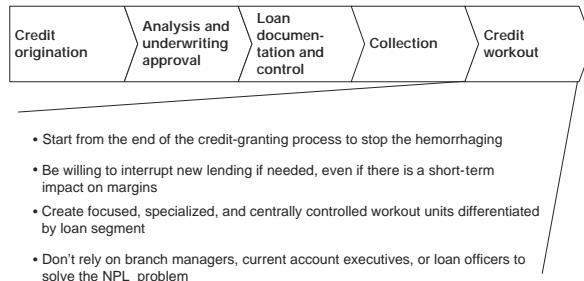 Credit
origination
Analysis and
underwriting
approval
Loan
documen-
tation and
control
Collection
Credit
workout
• Start from the end of the credit-granting process to stop the hemorrhaging
• Be willing to interrupt new lending if needed, even if there is a short-term
impact on margins
• Create focused, specialized, and centrally controlled workout units differentiated
by loan segment
• Don't rely on branch managers, current account executives, or loan officers to
solve the NPL problem